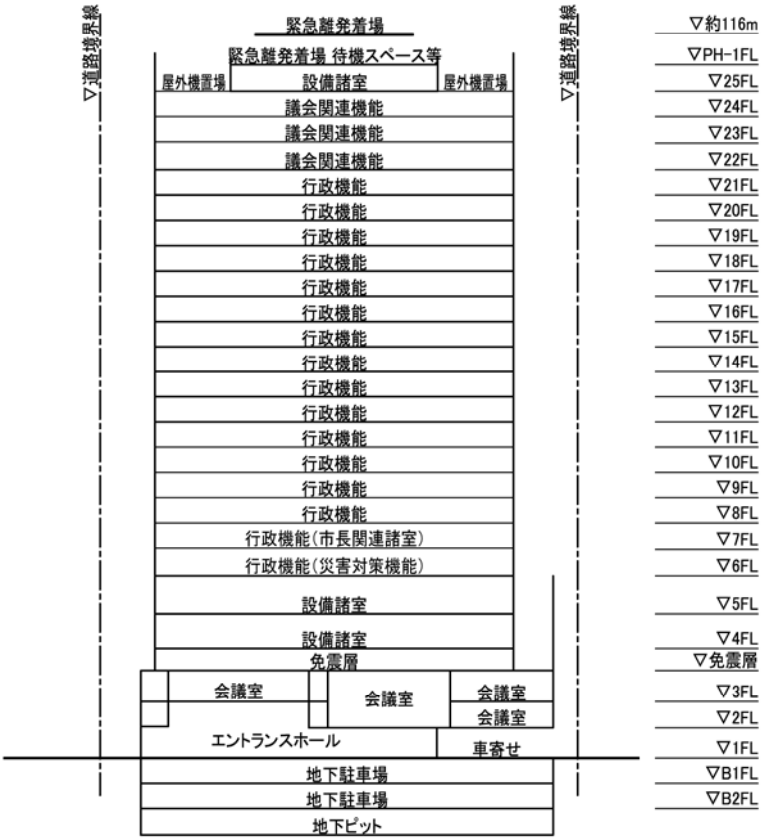 緊急離発着場 ▽約116m
▽道路境界線 ▽道路境界線
緊急離発着場 待機スペース等 ▽PH-1FL
屋外機置場 設備諸室 屋外機置場 ▽25FL
議会関連機能 ▽24FL
議会関連機能 ▽23FL
議会関連機能 ▽22FL
行政機能 ▽21FL
行政機能 ▽20FL
行政機能 ▽19FL
行政機能 ▽18FL
行政機能 ▽17FL
行政機能 ▽16FL
行政機能 ▽15FL
行政機能 ▽14FL
行政機能 ▽13FL
行政機能 ▽12FL
行政機能 ▽11FL
行政機能 ▽10FL
行政機能 ▽9FL
行政機能 ▽8FL
行政機能(市長関連諸室) ▽7FL
行政機能(災害対策機能) ▽6FL
設備諸室 ▽5FL
設備諸室 ▽4FL
免震層 ▽免震層
会議室 会議室 会議室 ▽3FL
会議室 ▽2FL
エントランスホール 車寄せ ▽1FL
地下駐車場 ▽B1FL
地下駐車場 ▽B2FL
地下ピット